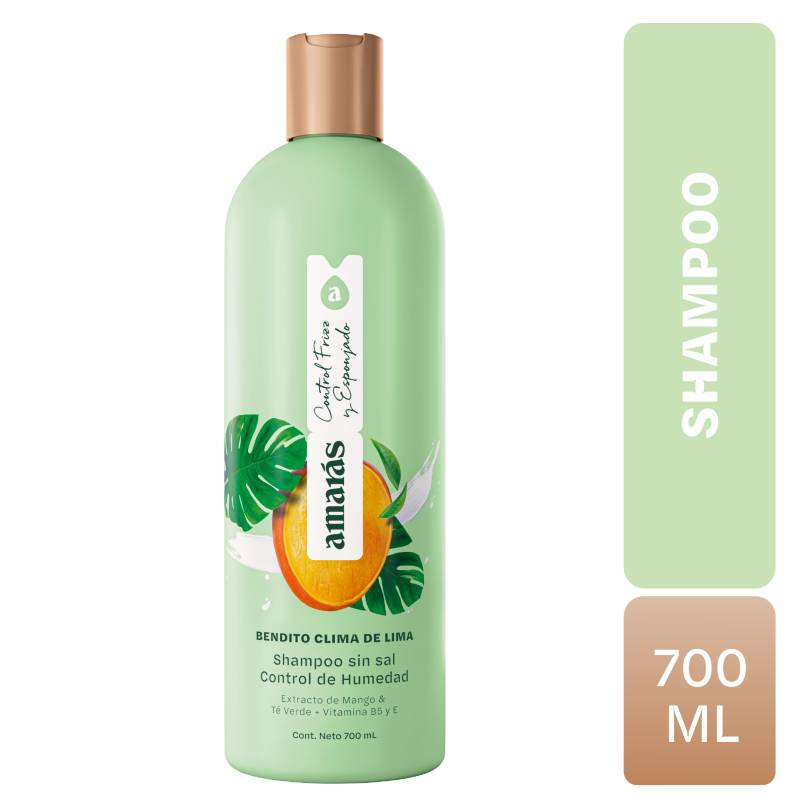 a
Control Frizz
y Esponjado
amarás
BENDITO CLIMA DE LIMA
Shampoo sin sal
Control de Humedad
Extracto de Mango &
Té Verde + Vitamina B5 y E
Cont. Neto 700 mL
SHAMPOO
700
ML